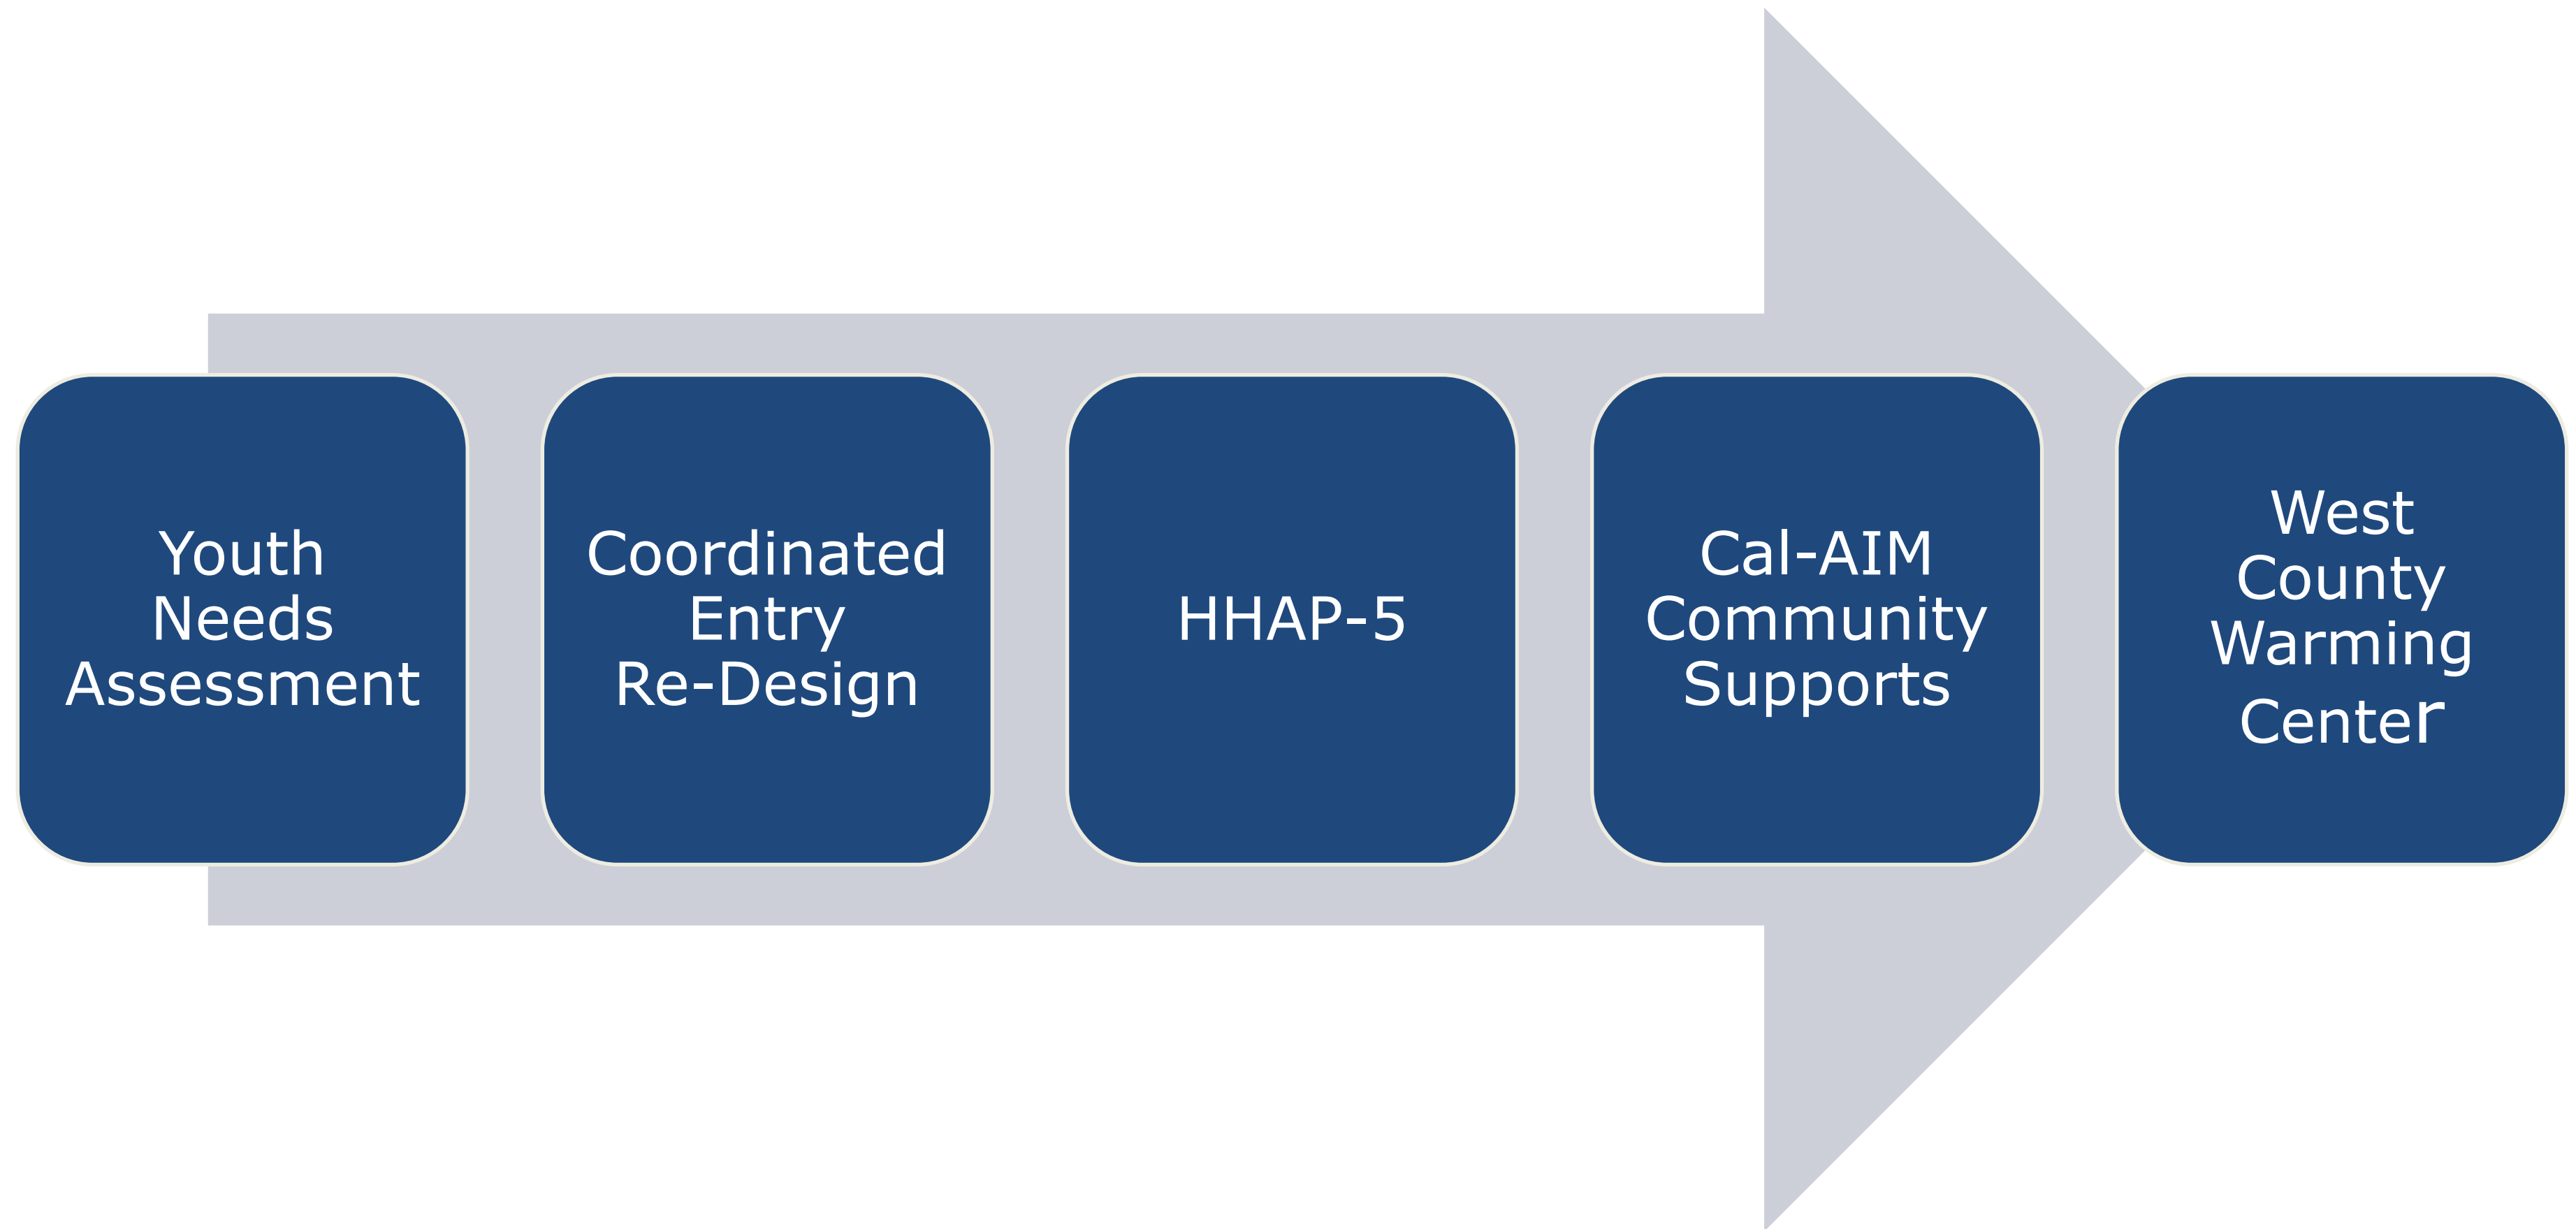 Youth
Needs
Assessment
Coordinated
Entry
Re-Design
HHAP-5
Cal-AIM
Community
Supports
West
County
Warming
Center